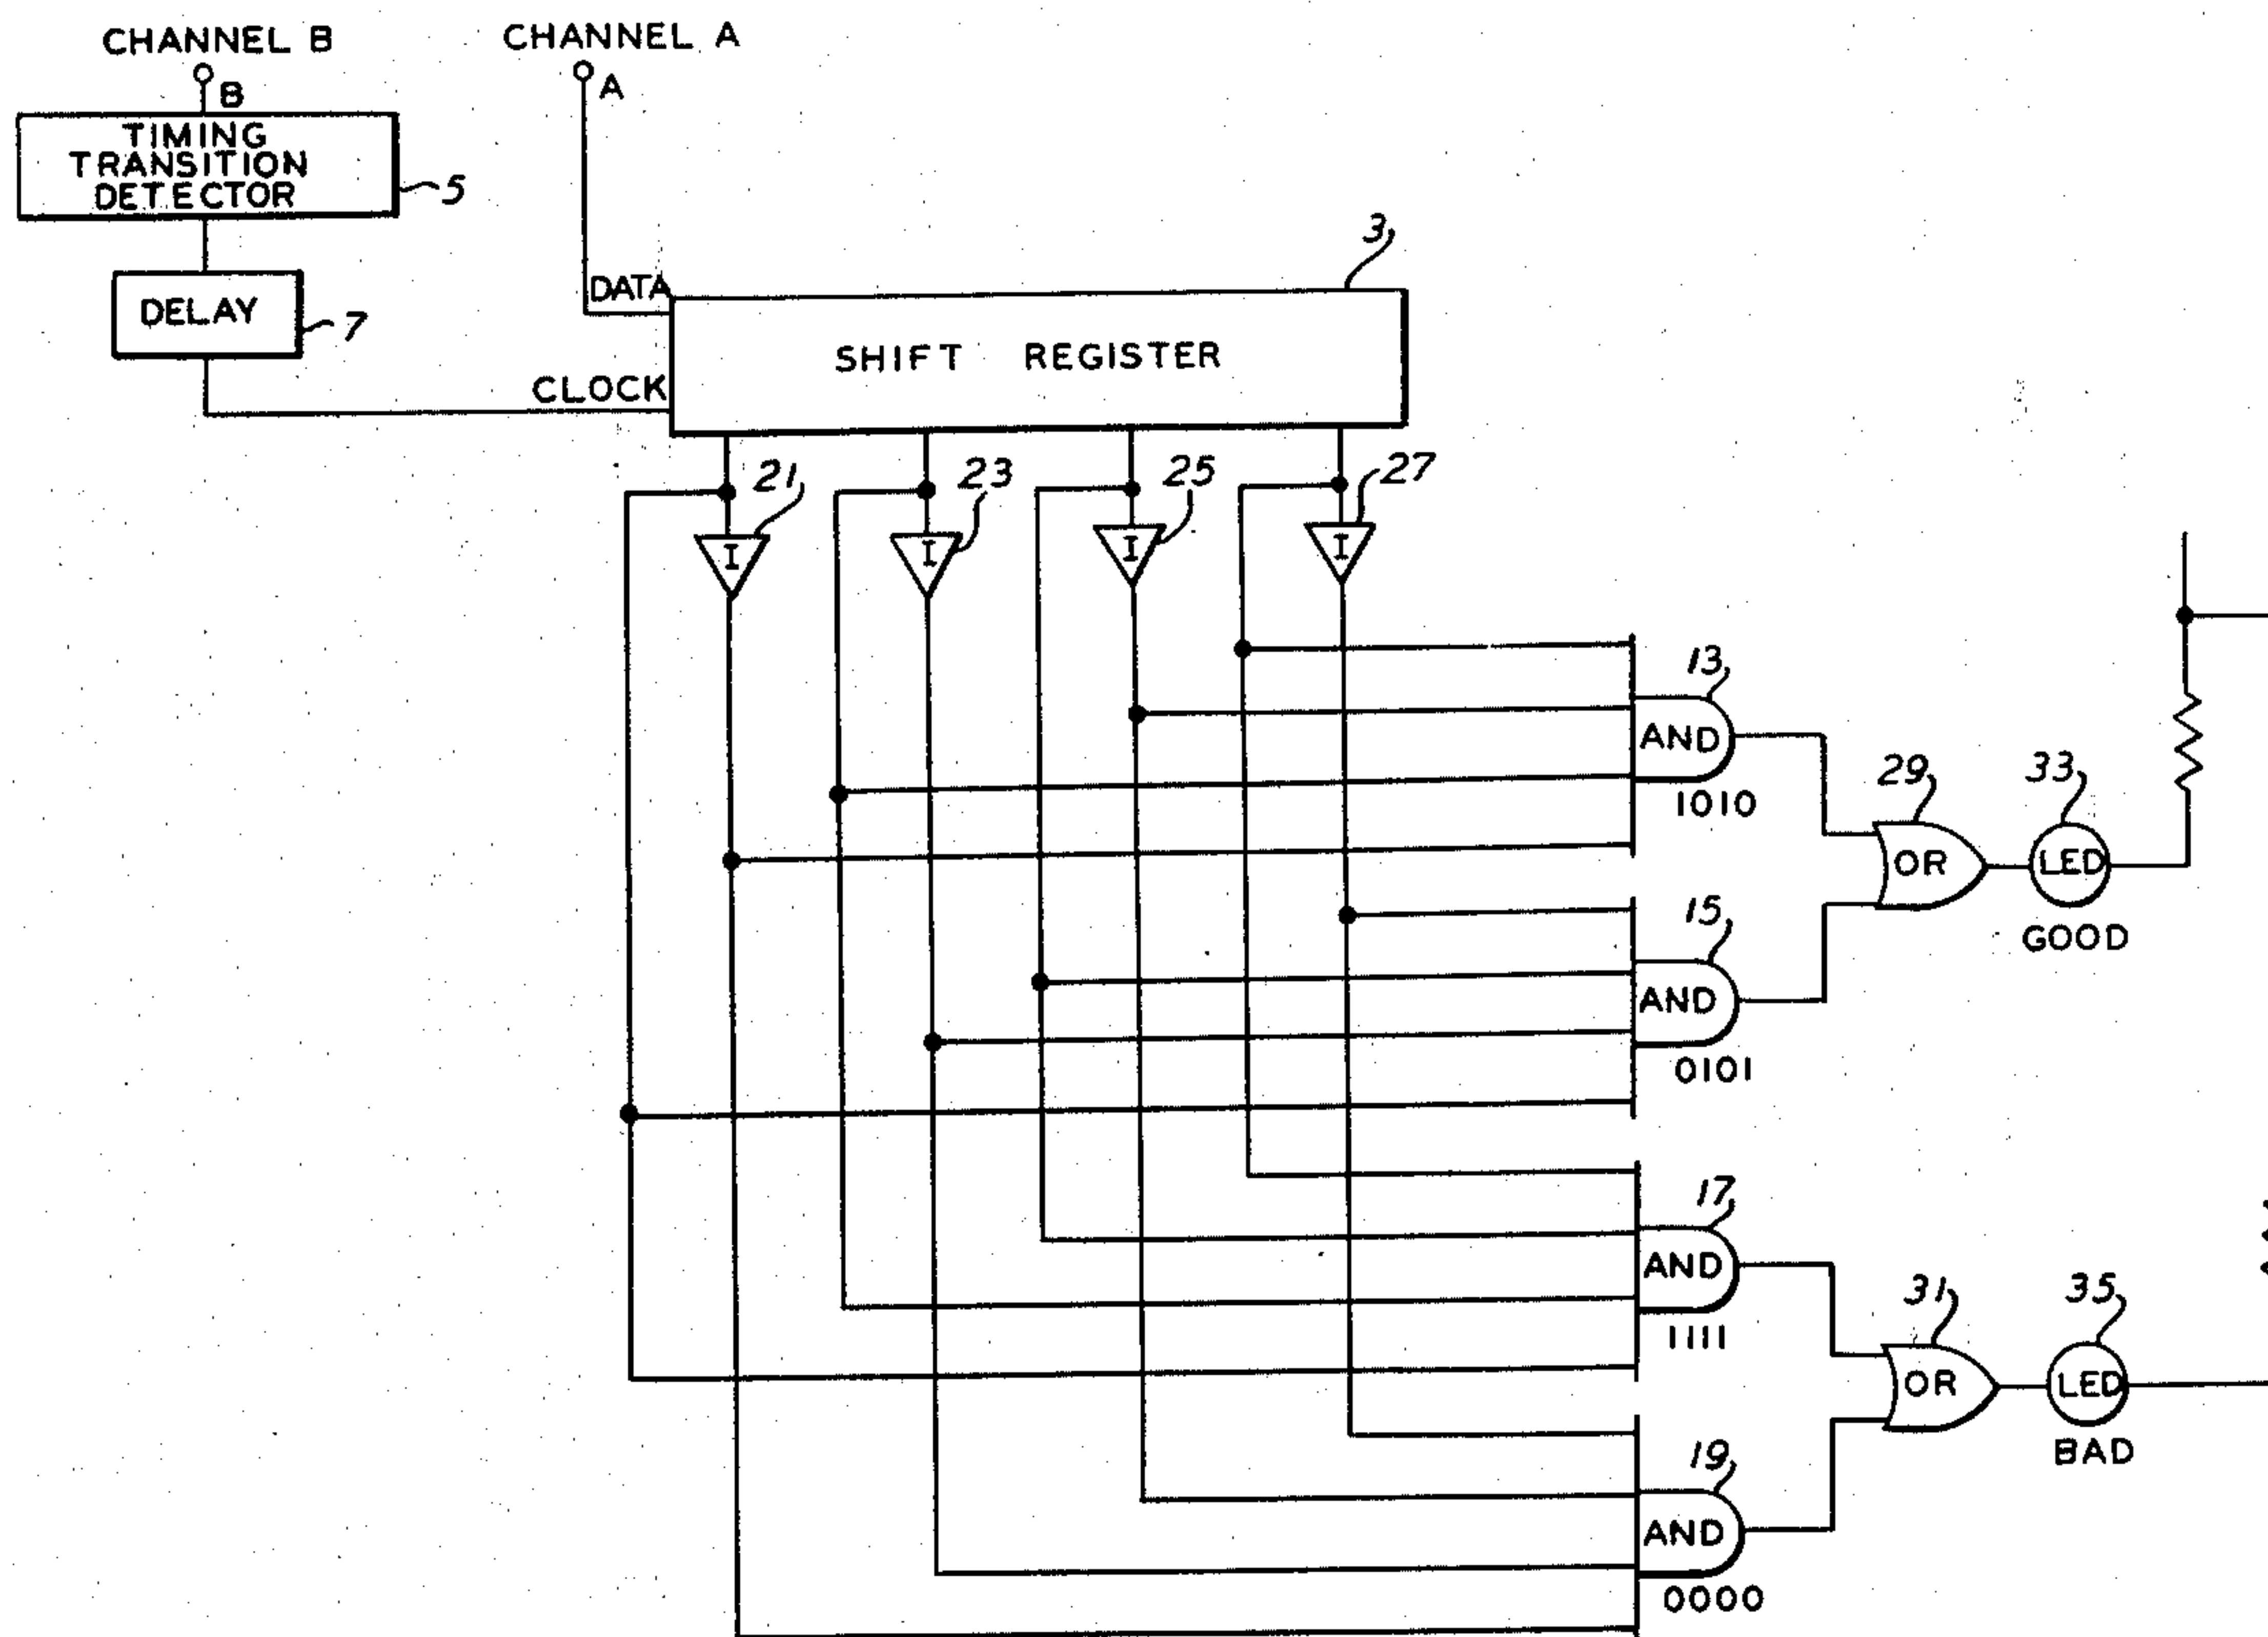 CHANNEL B
CHANNEL A
B
A
TIMING
TRANSITION
DETECTOR
5
3
DATA
DELAY
7
SHIFT REGISTER
CLOCK
21
23
25
27
I
I
I
I
13
AND
1010
29
33
OR
LED
GOOD
15
AND
0101
17
AND
1111
31
35
OR
LED
BAD
19
AND
0000